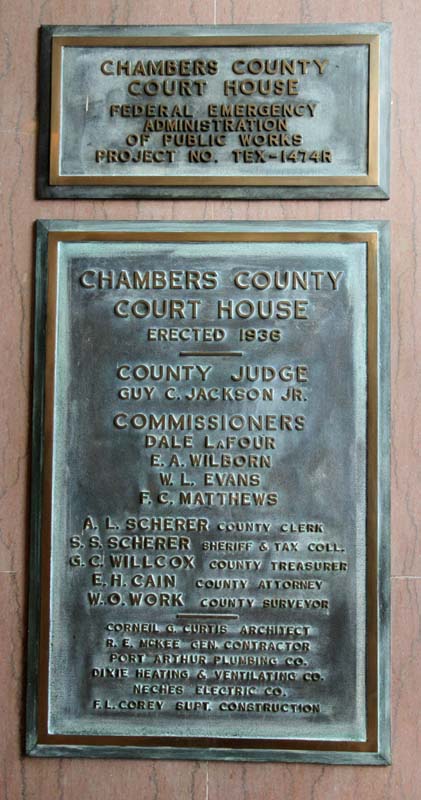 CHAMBERS COUNTY
COURT HOUSE
FEDERAL EMERGENCY
ADMINISTRATION
OF PUBLIC WORKS
PROJECT NO. TEX-1474R
CHAMBERS COUNTY
COURT HOUSE
ERECTED 1936
COUNTY JUDGE
GUY C. JACKSON JR.
COMMISSIONERS
DALE LAFOUR
E. A. WILBORN
W. L. EVANS
F. C. MATTHEWS
A. L. SCHERER COUNTY CLERK
S. S. SCHERER SHERIFF & TAX COLL.
G. C. WILLCOX COUNTY TREASURER
E. H. CAIN COUNTY ATTORNEY
W. O. WORK COUNTY SURVEYOR
CORNEIL G. CURTIS ARCHITECT
R. E. MCKEE GEN. CONTRACTOR
PORT ARTHUR PLUMBING CO.
DIXIE HEATING & VENTILATING CO.
NECHES ELECTRIC CO.
F. L. COREY SUPT. CONSTRUCTION